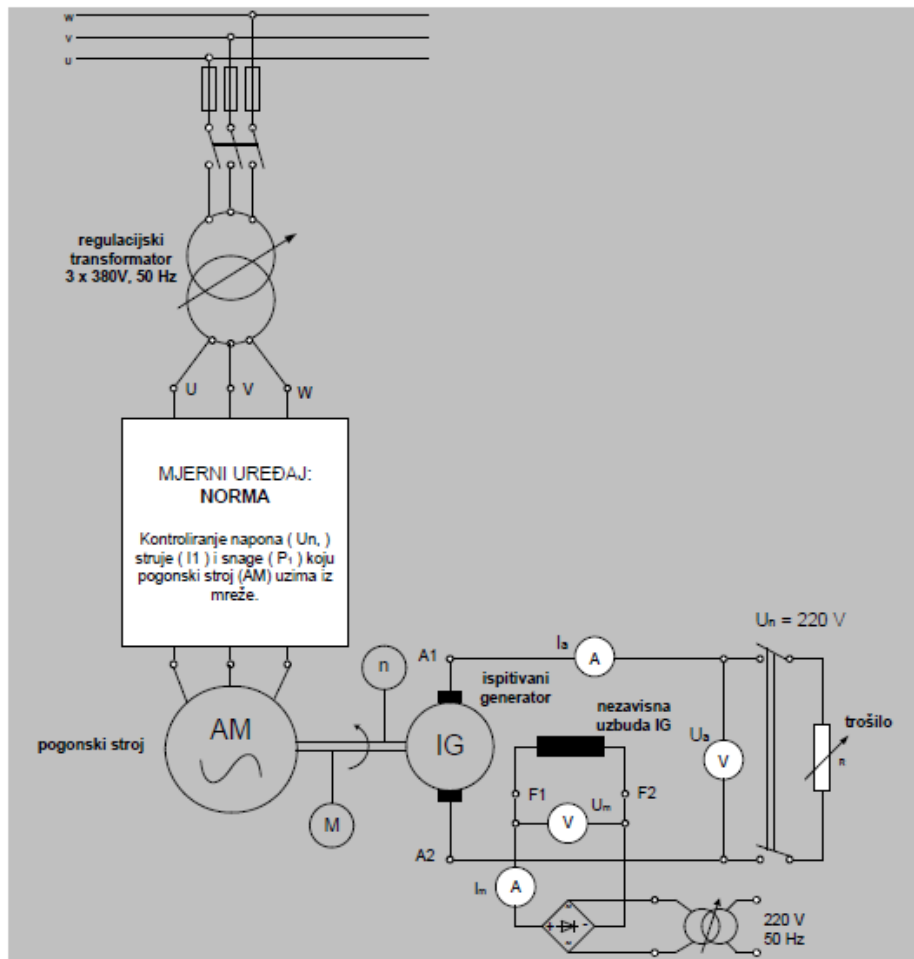 w
v
u
regulacijski
transformator
3 x 380V, 50 Hz
U
V
W
MJERNI UREĐAJ:
NORMA
Kontroliranje napona ( Un, )
struje ( I1 ) i snage ( P₁ ) koju
pogonski stroj (AM) uzima iz
mreže.
Uₙ = 220 V
n
A1
Iₐ
A
ispitivani
generator
nezavisna
uzbuda IG
trošilo
pogonski stroj
AM
IG
Uₐ
V
R
F1
F2
Uₘ
V
M
A2
Iₘ
A
+
-
~
~
220 V
50 Hz